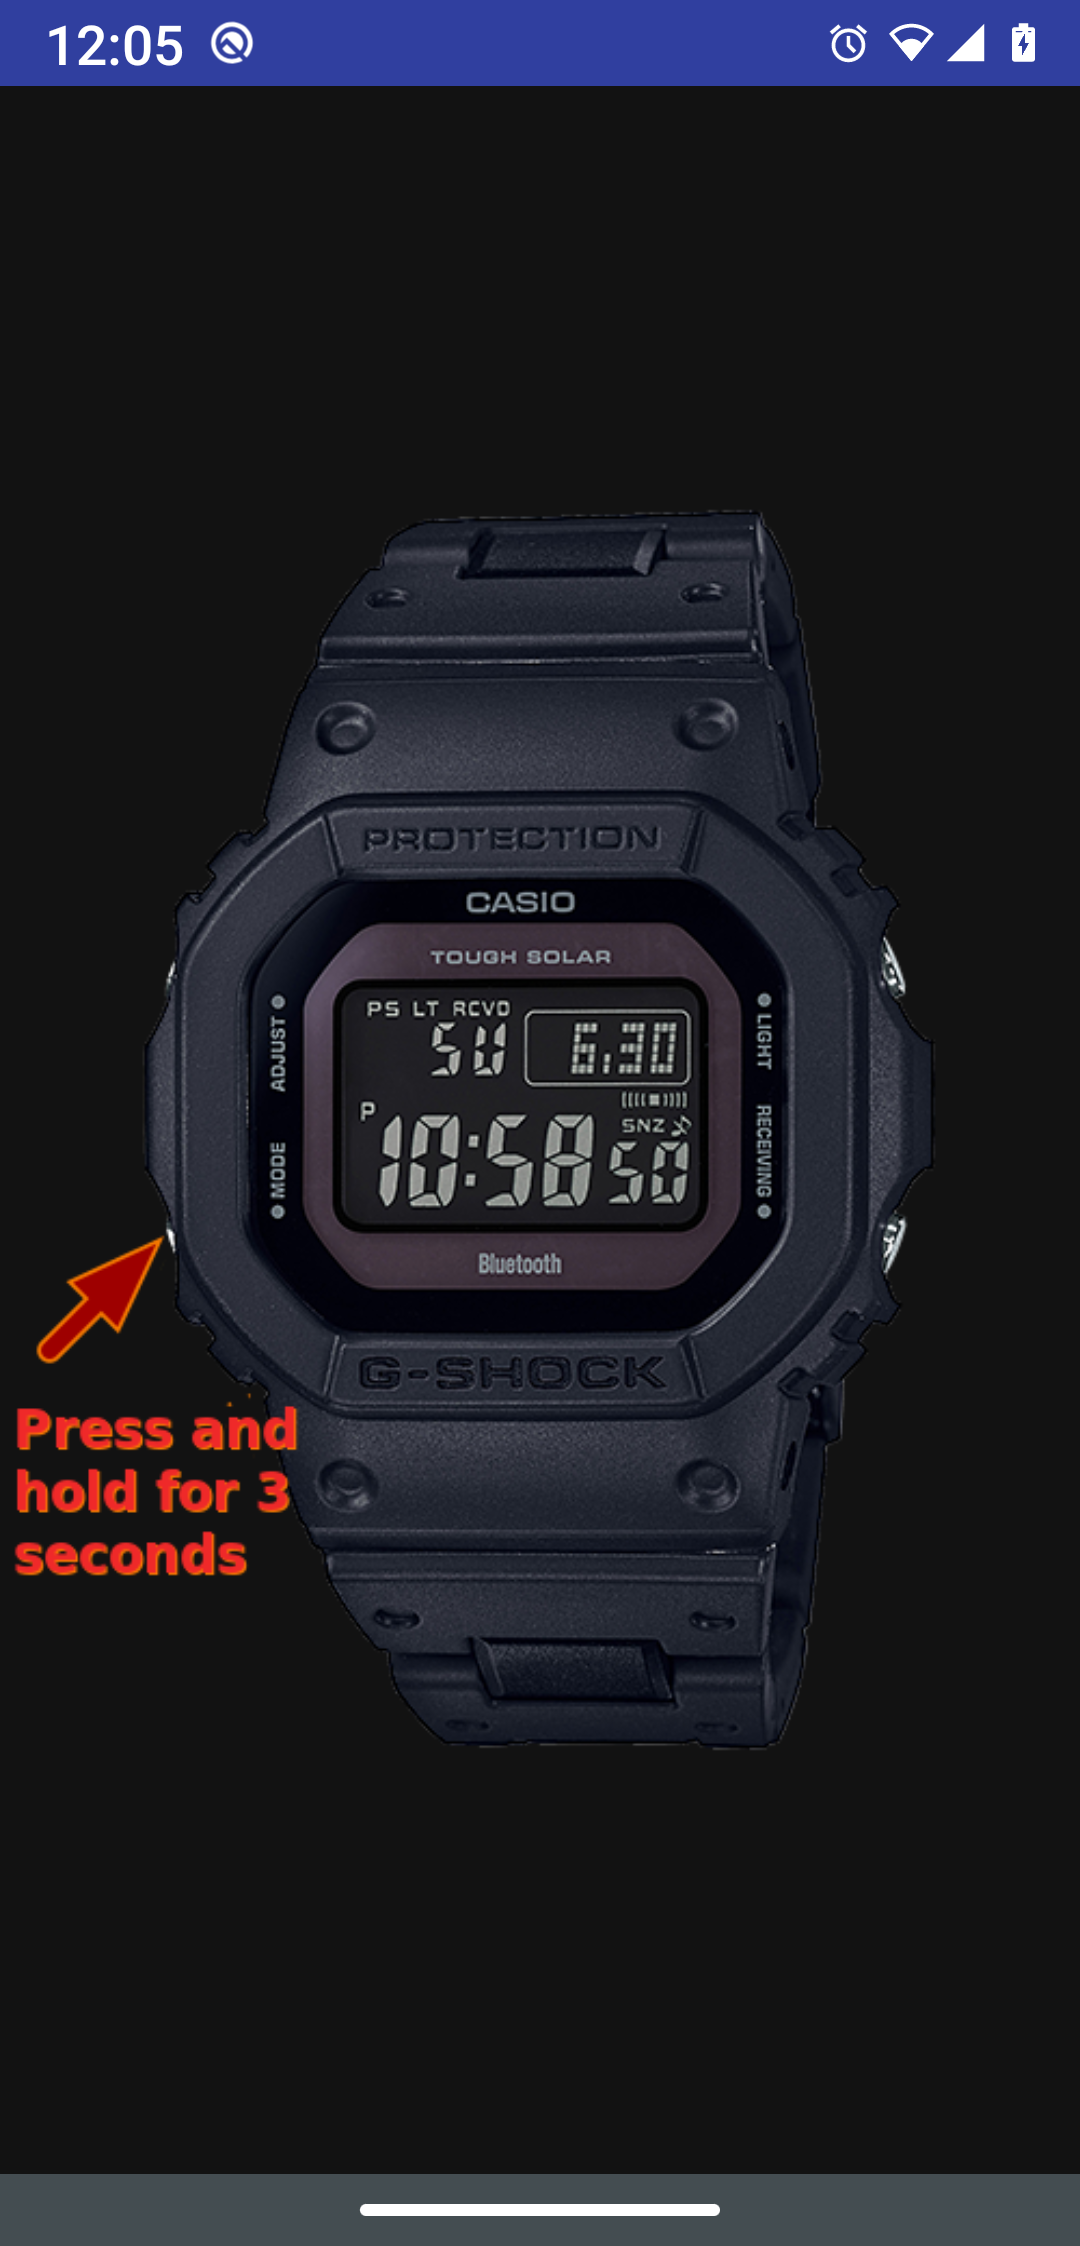 12:05
PROTECTION
CASIO
TOUGH SOLAR
PS LT RCVD
SU 6.30
ADJUST
LIGHT
P 10:58 50
SNZ
MODE
RECEIVING
Bluetooth
G-SHOCK
Press and
hold for 3
seconds